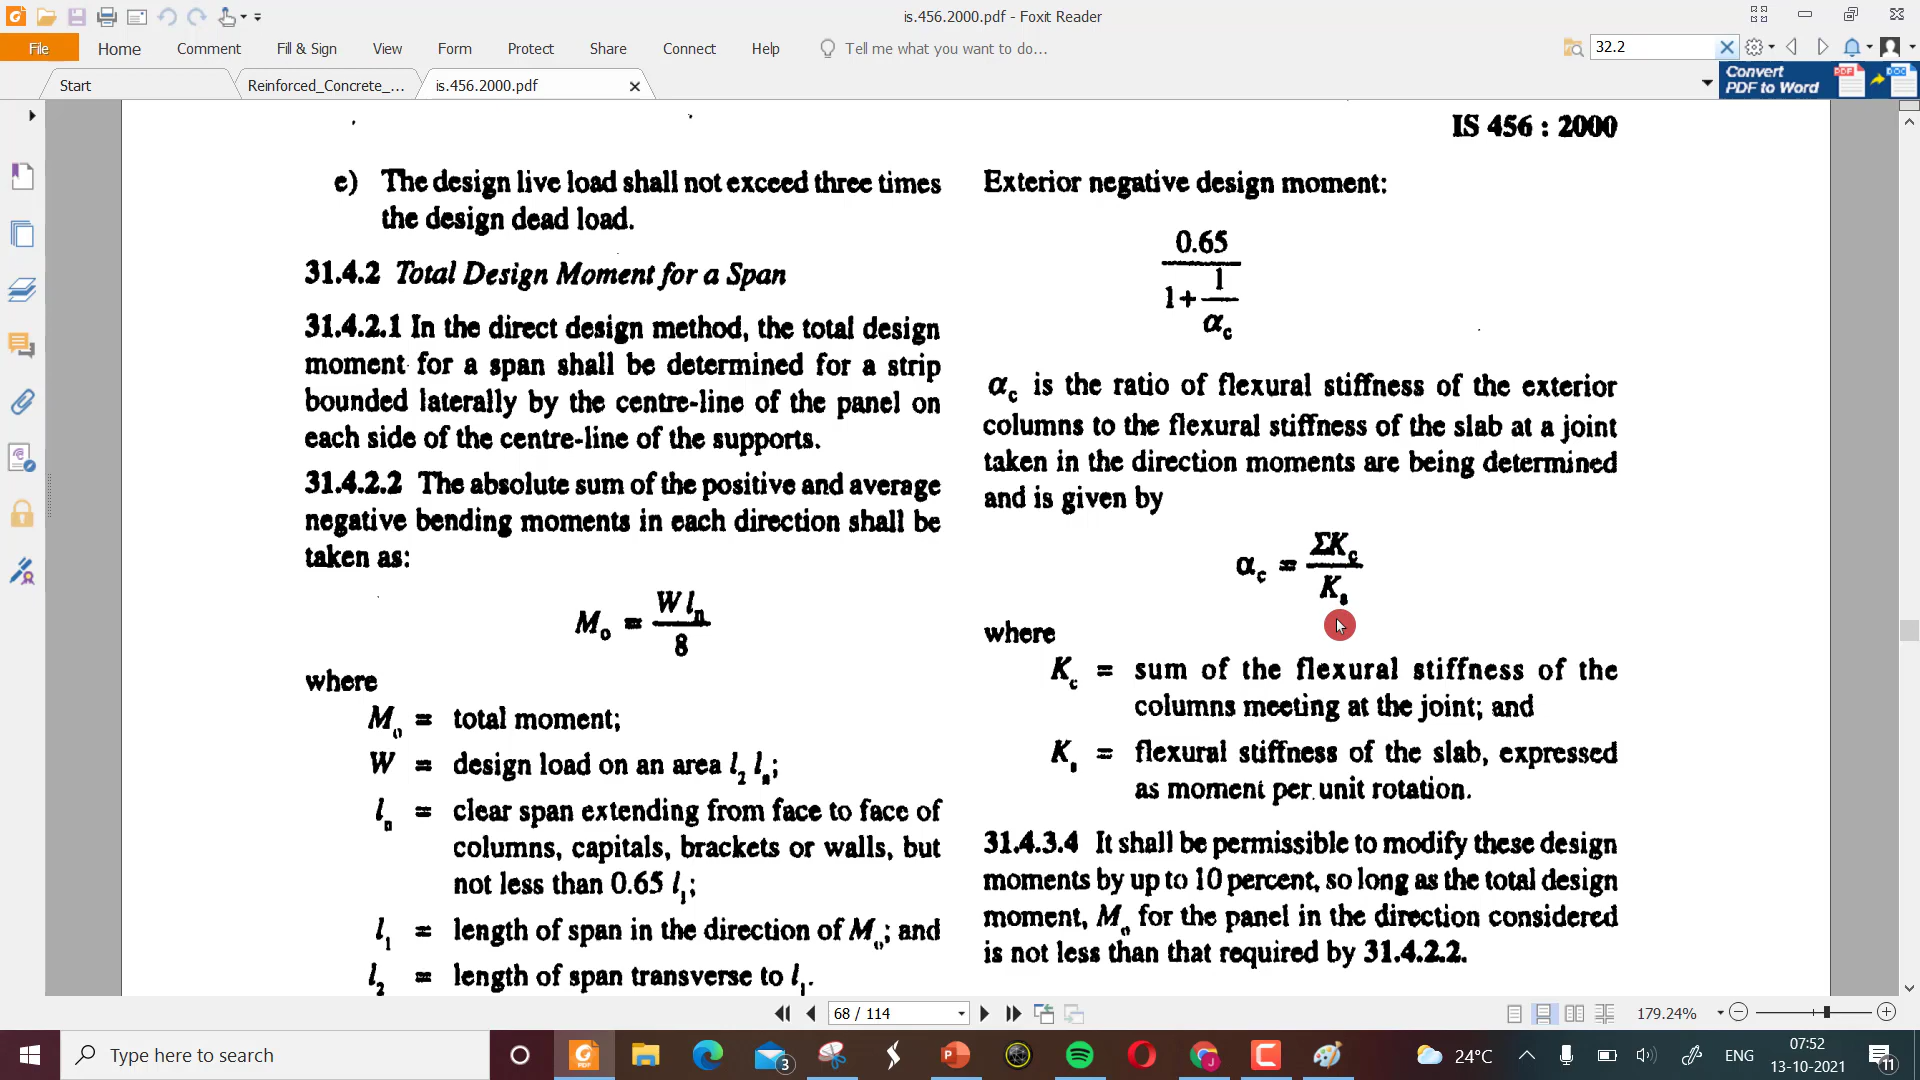 is.456.2000.pdf - Foxit Reader
File Home Comment Fill & Sign View Form Protect Share Connect Help Tell me what you want to do... 32.2
Start Reinforced_Concrete_... is.456.2000.pdf
Convert
PDF to Word
IS 456 : 2000
e) The design live load shall not exceed three times
the design dead load.
31.4.2 Total Design Moment for a Span
31.4.2.1 In the direct design method, the total design
moment for a span shall be determined for a strip
bounded laterally by the centre-line of the panel on
each side of the centre-line of the supports.
31.4.2.2 The absolute sum of the positive and average
negative bending moments in each direction shall be
taken as:
M₀ = W lₙ / 8
where
M₀ = total moment;
W = design load on an area l₂ lₙ;
lₙ = clear span extending from face to face of
columns, capitals, brackets or walls, but
not less than 0.65 l₁;
l₁ = length of span in the direction of M₀; and
l₂ = length of span transverse to l₁.
Exterior negative design moment:
0.65
1+ 1
αc
αc is the ratio of flexural stiffness of the exterior
columns to the flexural stiffness of the slab at a joint
taken in the direction moments are being determined
and is given by
αc = ΣKc / Ks
where
Kc = sum of the flexural stiffness of the
columns meeting at the joint; and
Ks = flexural stiffness of the slab, expressed
as moment per unit rotation.
31.4.3.4 It shall be permissible to modify these design
moments by up to 10 percent, so long as the total design
moment, M₀ for the panel in the direction considered
is not less than that required by 31.4.2.2.
68 / 114 179.24%
Type here to search 3 24°C ENG 07:52
13-10-2021 11